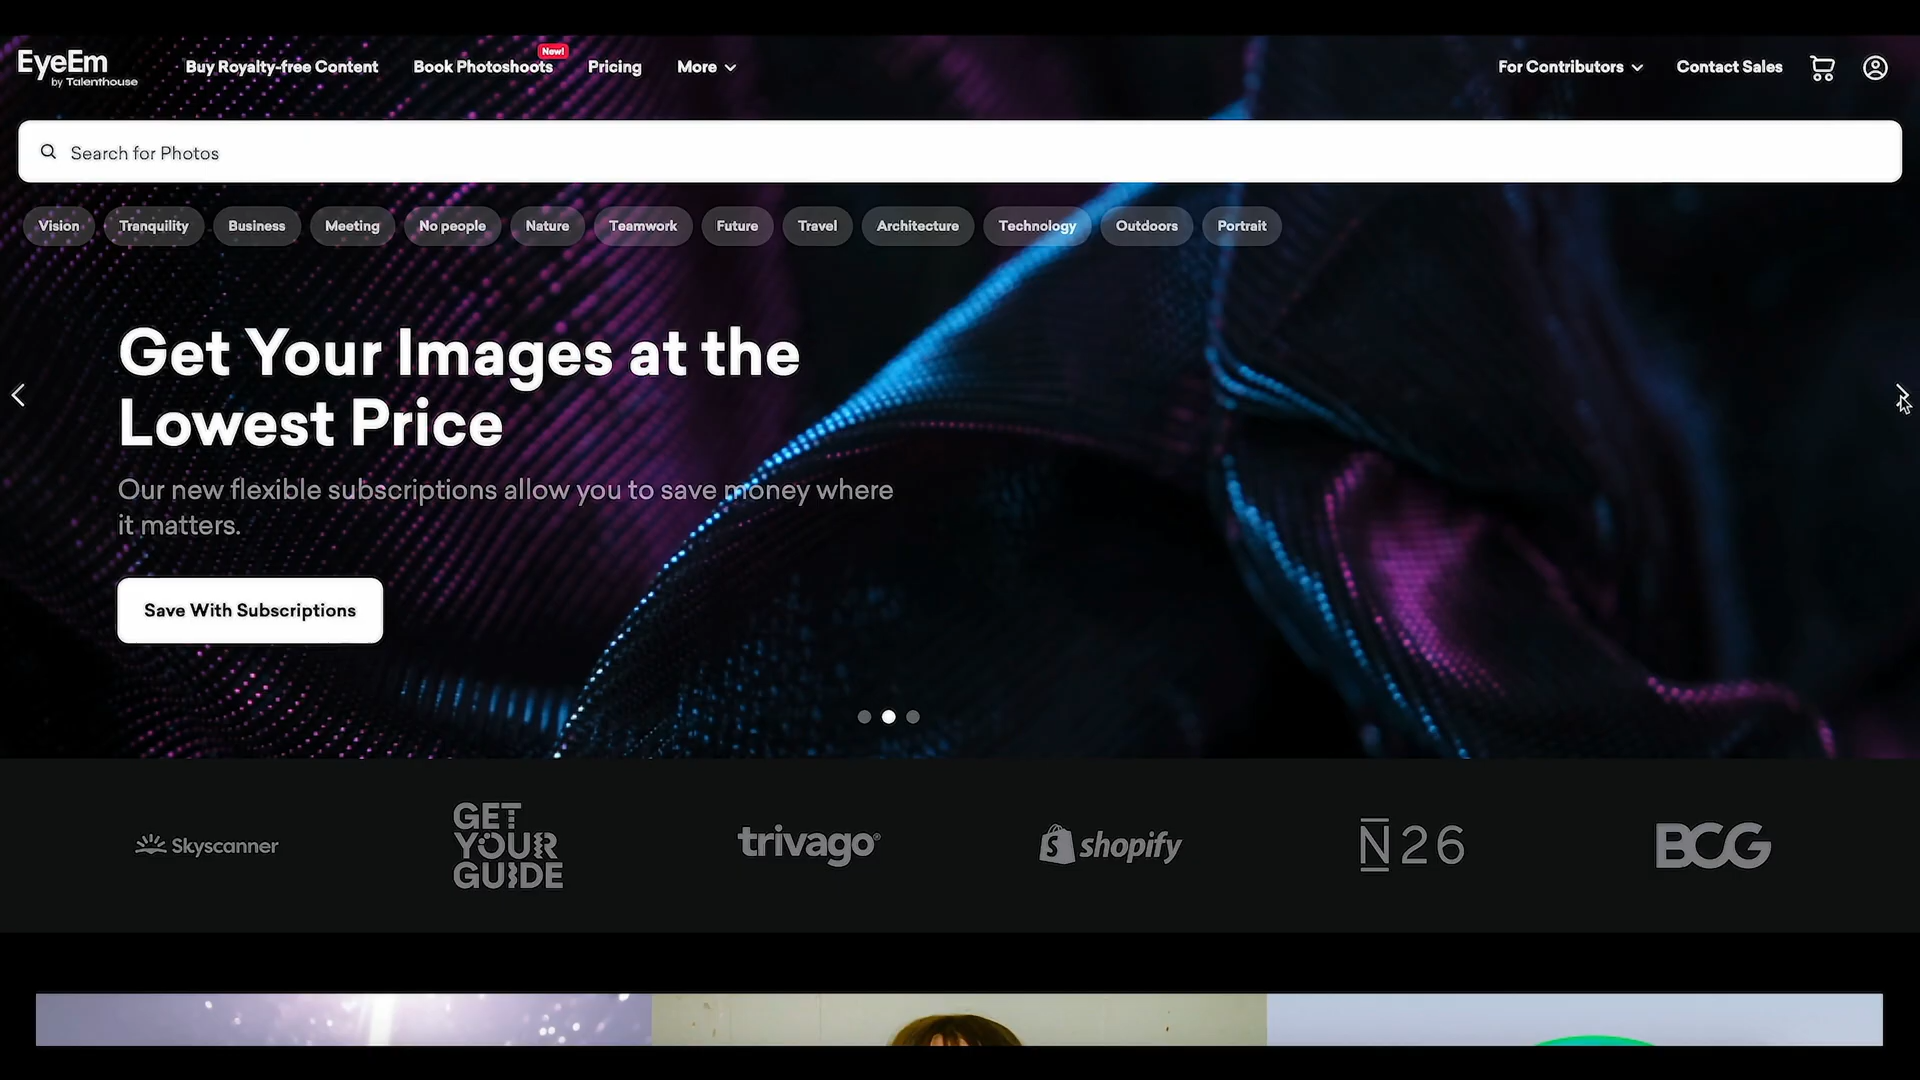 EyeEm
by Talenthouse
Buy Royalty-free Content
Book Photoshoots
New!
Pricing
More
For Contributors
Contact Sales
Search for Photos
Vision
Tranquility
Business
Meeting
No people
Nature
Teamwork
Future
Travel
Architecture
Technology
Outdoors
Portrait
Get Your Images at the
Lowest Price
Our new flexible subscriptions allow you to save money where
it matters.
Save With Subscriptions
Skyscanner
GET
YOUR
GUIDE
trivago®
shopify
N26
BCG